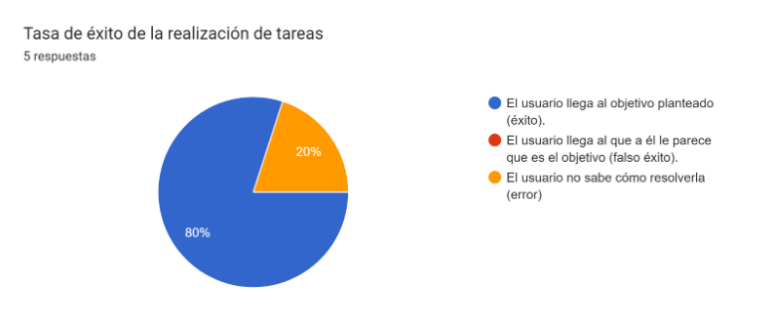 Tasa de éxito de la realización de tareas
5 respuestas
20%
80%
El usuario llega al objetivo planteado
(éxito).
El usuario llega al que a él le parece
que es el objetivo (falso éxito).
El usuario no sabe cómo resolverla
(error)